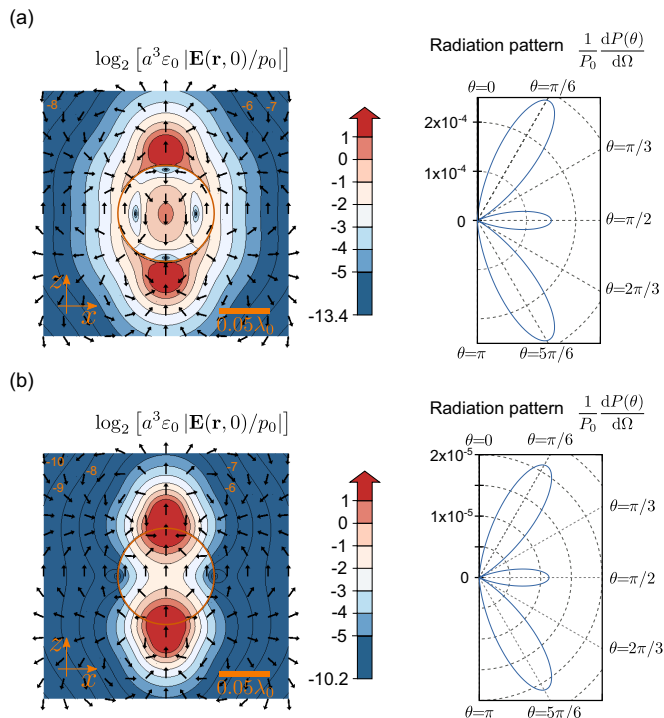 (a)
log₂ [a³ε₀ |E(r, 0)/p₀|]
-8
-6
-7
1
0
-1
-2
-3
-4
-5
-13.4
z
x
0.05λ₀
Radiation pattern 1/P₀ dP(θ)/dΩ
θ=0
θ=π/6
2x10⁻⁴
θ=π/3
1x10⁻⁴
0
θ=π/2
θ=2π/3
θ=π
θ=5π/6
(b)
log₂ [a³ε₀ |E(r, 0)/p₀|]
-10
-9
-8
-7
-6
1
0
-1
-2
-3
-4
-5
-10.2
z
x
0.05λ₀
Radiation pattern 1/P₀ dP(θ)/dΩ
θ=0
θ=π/6
2x10⁻⁵
θ=π/3
1x10⁻⁵
0
θ=π/2
θ=2π/3
θ=π
θ=5π/6